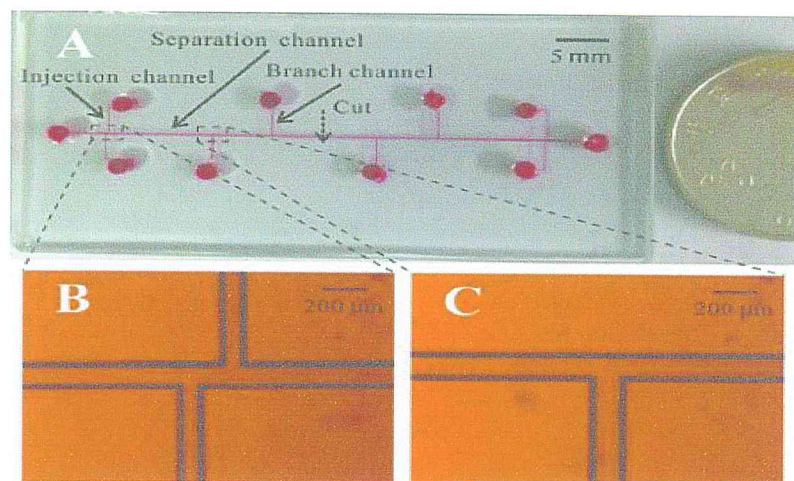 A
Separation channel
5 mm
Injection channel
Branch channel
Cut
B
200 μm
C
200 μm